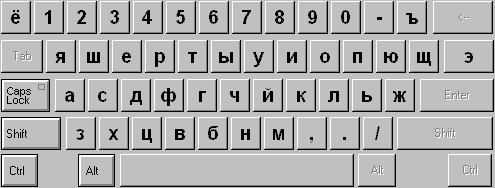 ё 1 2 3 4 5 6 7 8 9 0 - ъ <--
Tab я ш е р т ы у и о п ю щ э
Caps Lock а с д ф г ч й к л ь ж Enter
Shift з х ц в б н м , . / Shift
Ctrl Alt Alt Ctrl